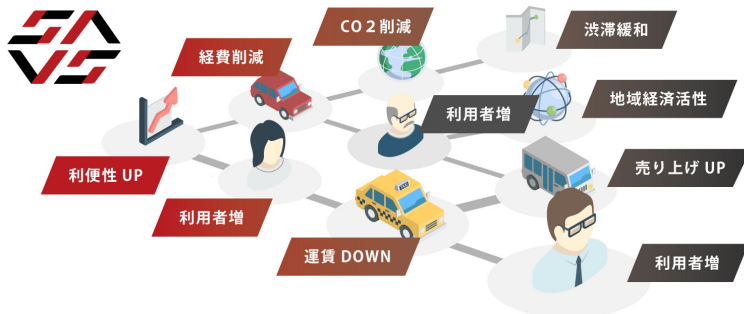 SAVS
CO2削減
渋滞緩和
経費削減
利用者増
地域経済活性
利便性 UP
売り上げ UP
利用者増
運賃 DOWN
利用者増
TAXI